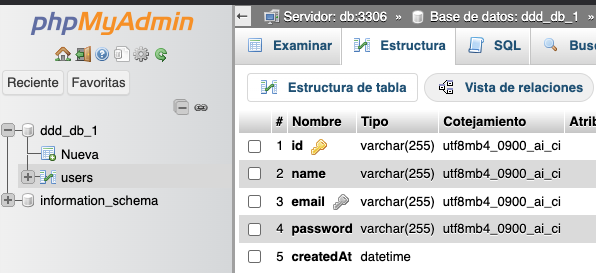 phpMyAdmin
Reciente Favoritas
ddd_db_1
Nueva
users
information_schema
Servidor: db:3306 » Base de datos: ddd_db_1 »
Examinar Estructura SQL Bus
Estructura de tabla Vista de relaciones
# Nombre Tipo Cotejamiento Atrib
1 id varchar(255) utf8mb4_0900_ai_ci
2 name varchar(255) utf8mb4_0900_ai_ci
3 email varchar(255) utf8mb4_0900_ai_ci
4 password varchar(255) utf8mb4_0900_ai_ci
5 createdAt datetime